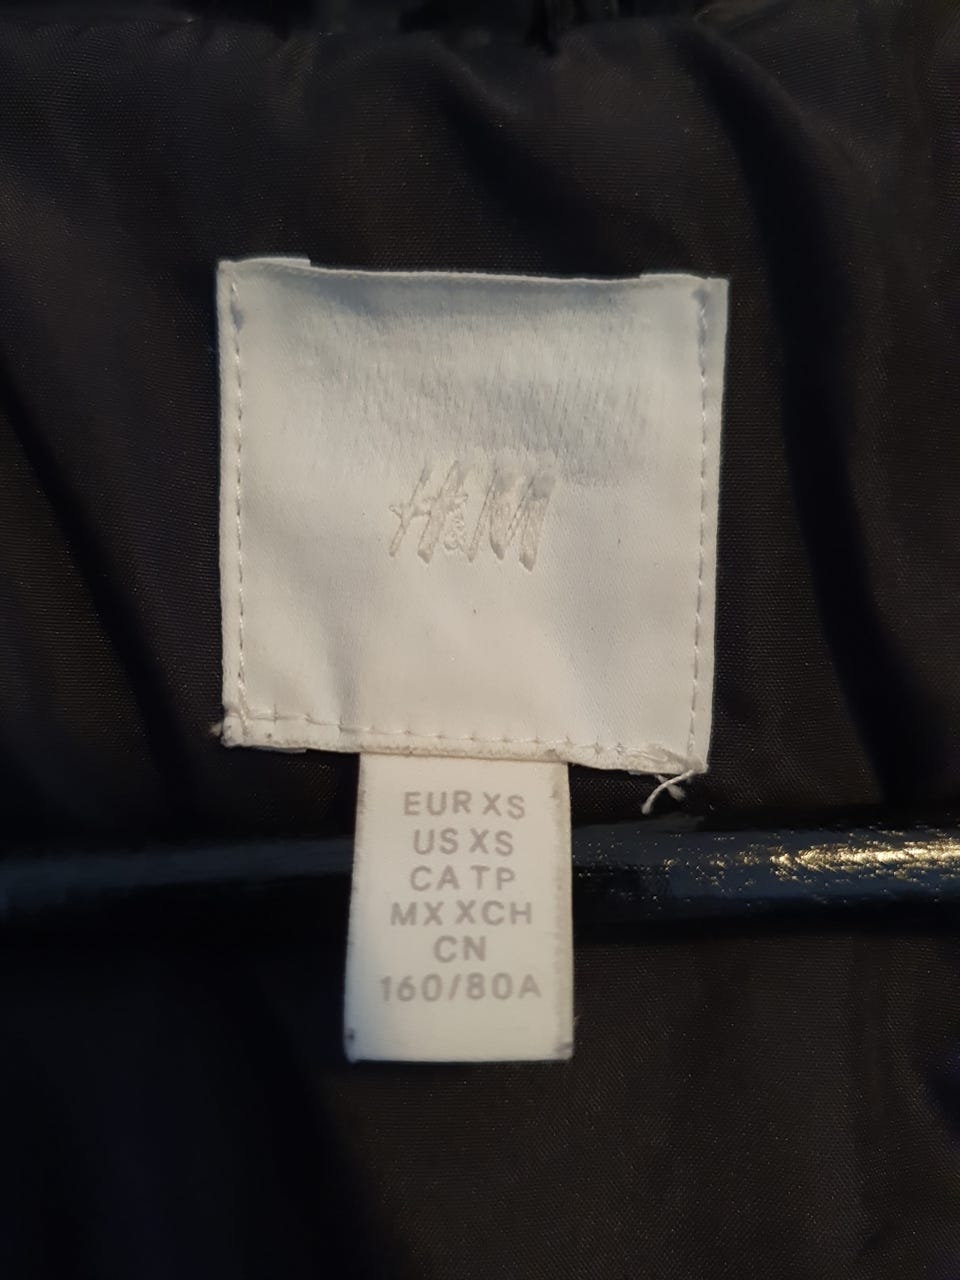 H&M
EUR XS
US XS
CA TP
MX XCH
CN
160/80A